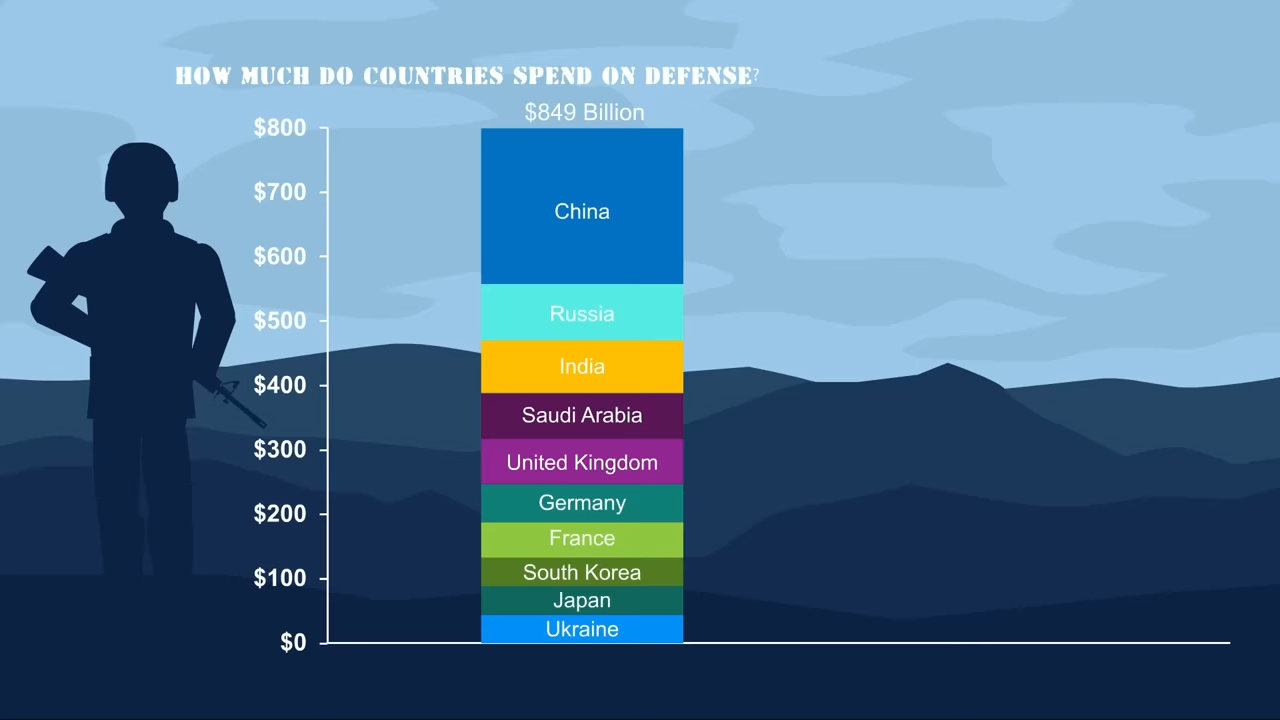 HOW MUCH DO COUNTRIES SPEND ON DEFENSE?
$849 Billion
$800
$700
$600
$500
$400
$300
$200
$100
$0
China
Russia
India
Saudi Arabia
United Kingdom
Germany
France
South Korea
Japan
Ukraine